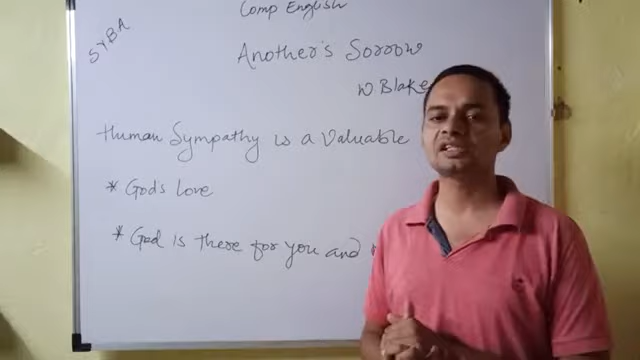 Comp English
SYBA
Another's Sorrow
W Blake
Human Sympathy is a Valuable
* God's Love
* God is there for you and